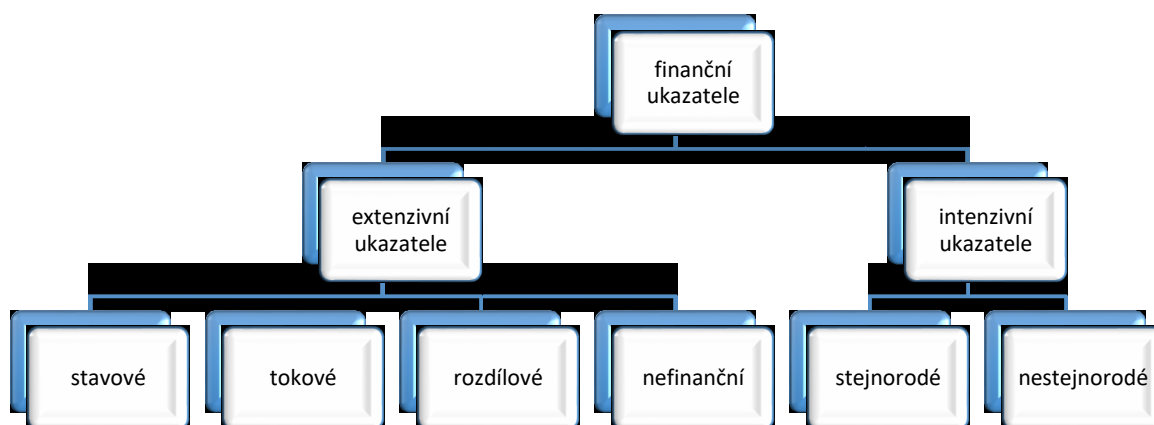 finanční
ukazatele
extenzivní
ukazatele
intenzivní
ukazatele
stavové
tokové
rozdílové
nefinanční
stejnorodé
nestejnorodé